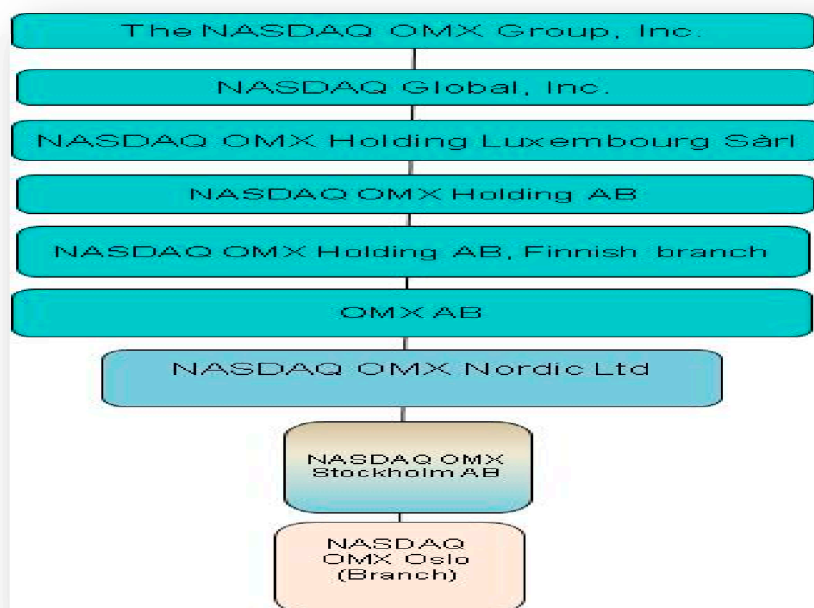 The NASDAQ OMX Group, Inc.
NASDAQ Global, Inc.
NASDAQ OMX Holding Luxembourg Sàrl
NASDAQ OMX Holding AB
NASDAQ OMX Holding AB, Finnish branch
OMX AB
NASDAQ OMX Nordic Ltd
NASDAQ OMX
Stockholm AB
NASDAQ
OMX Oslo
(Branch)